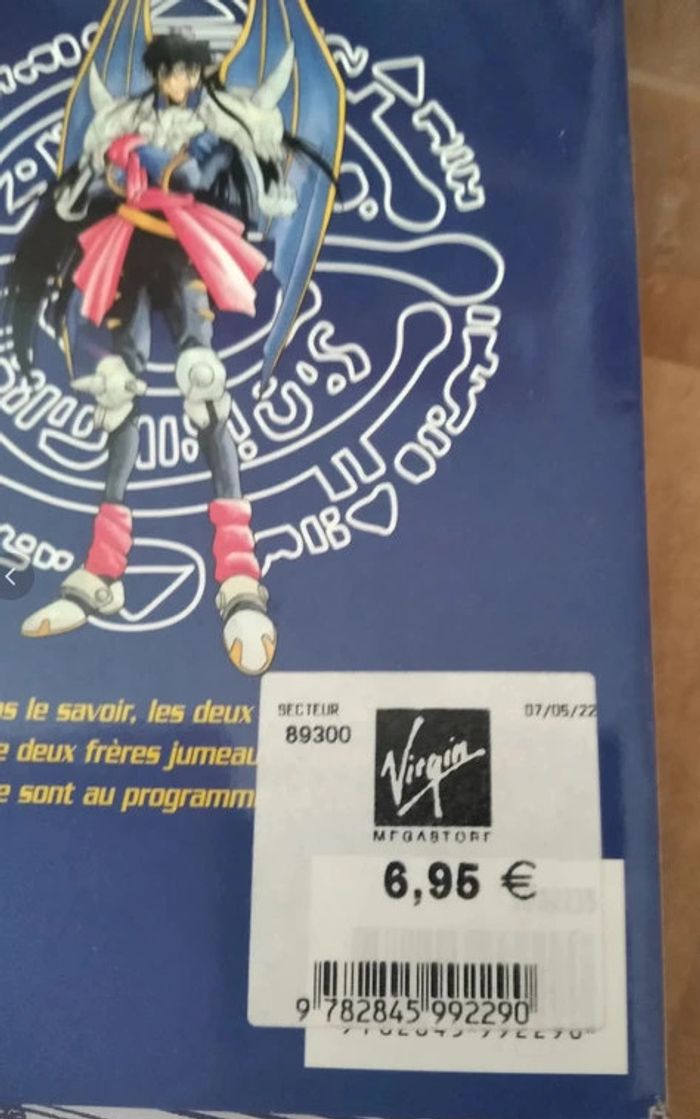 s le savoir, les deux
e deux frères jumeau
e sont au programm
SECTEUR
07/05/22
89300
Virgin
MEGASTORE
6,95 €
9 782845 992290